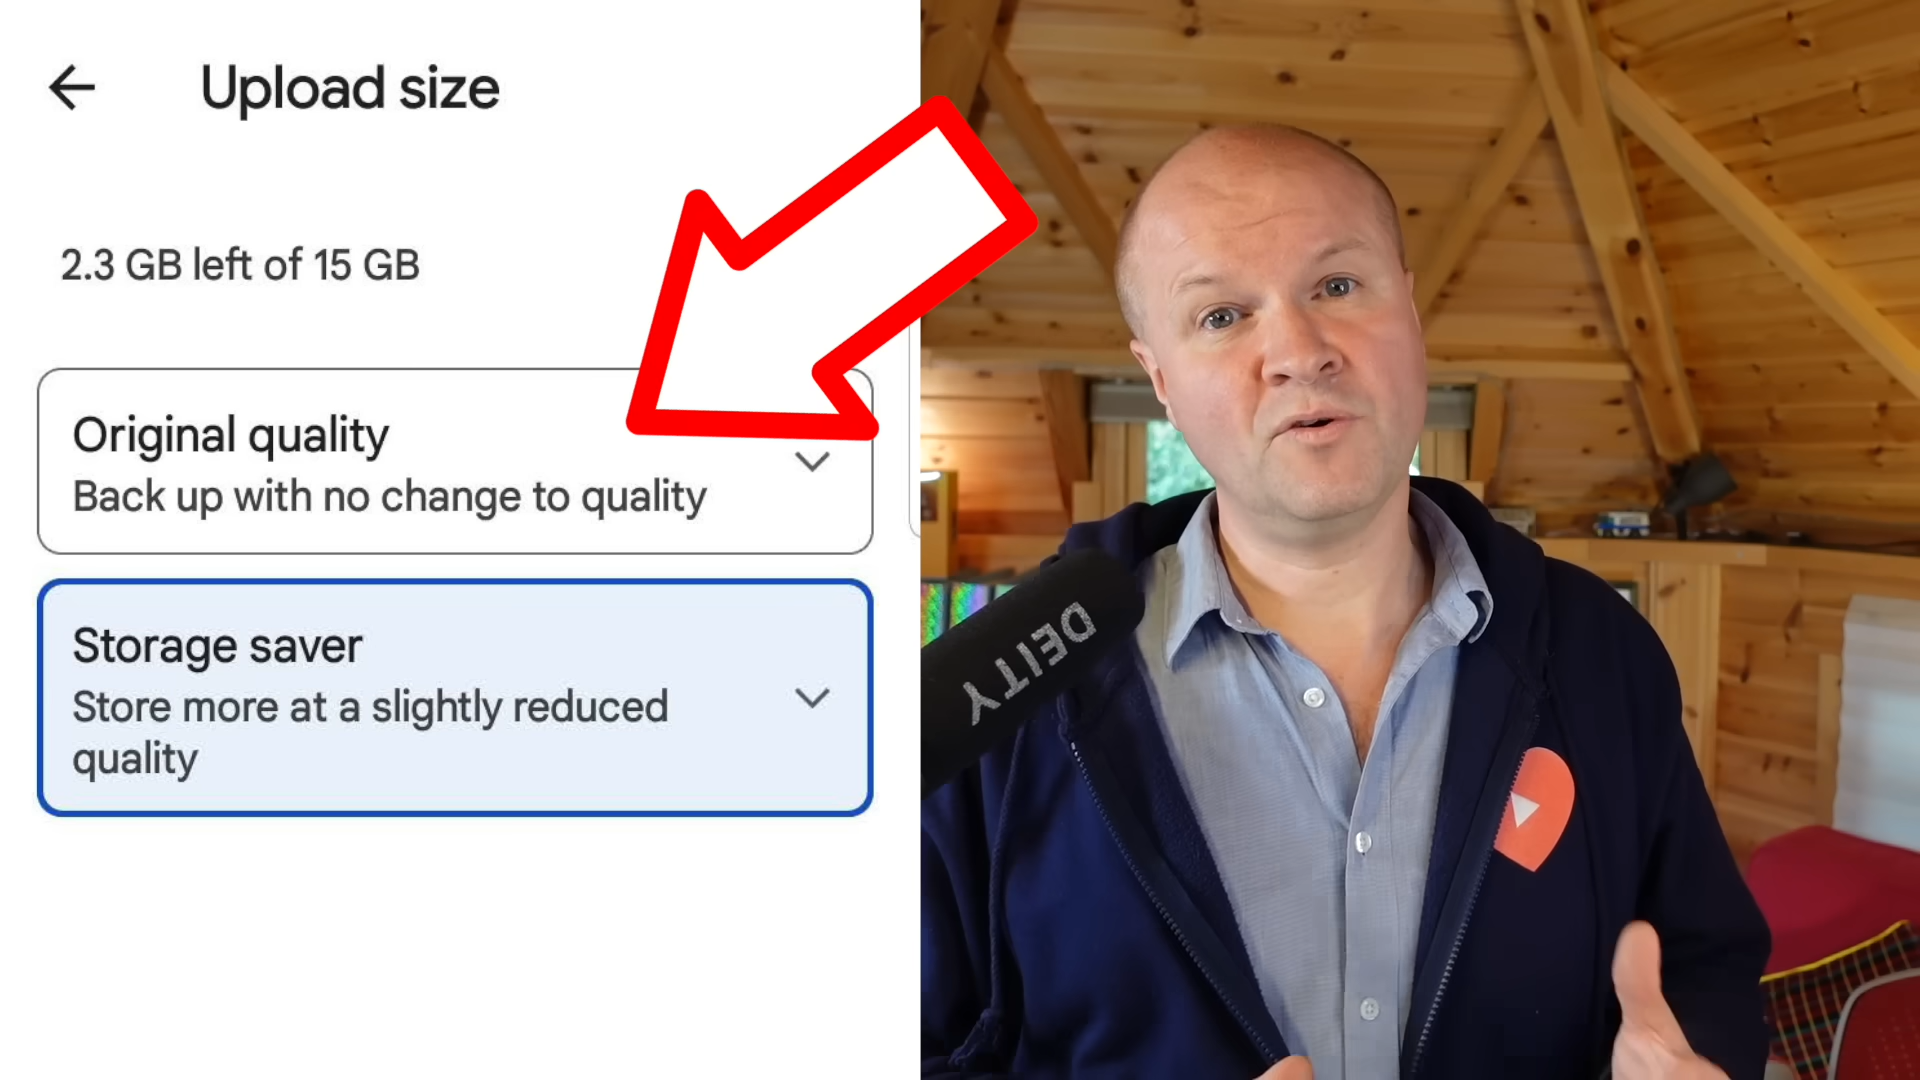 Upload size
2.3 GB left of 15 GB
Original quality
Back up with no change to quality
Storage saver
Store more at a slightly reduced
quality
DEITY